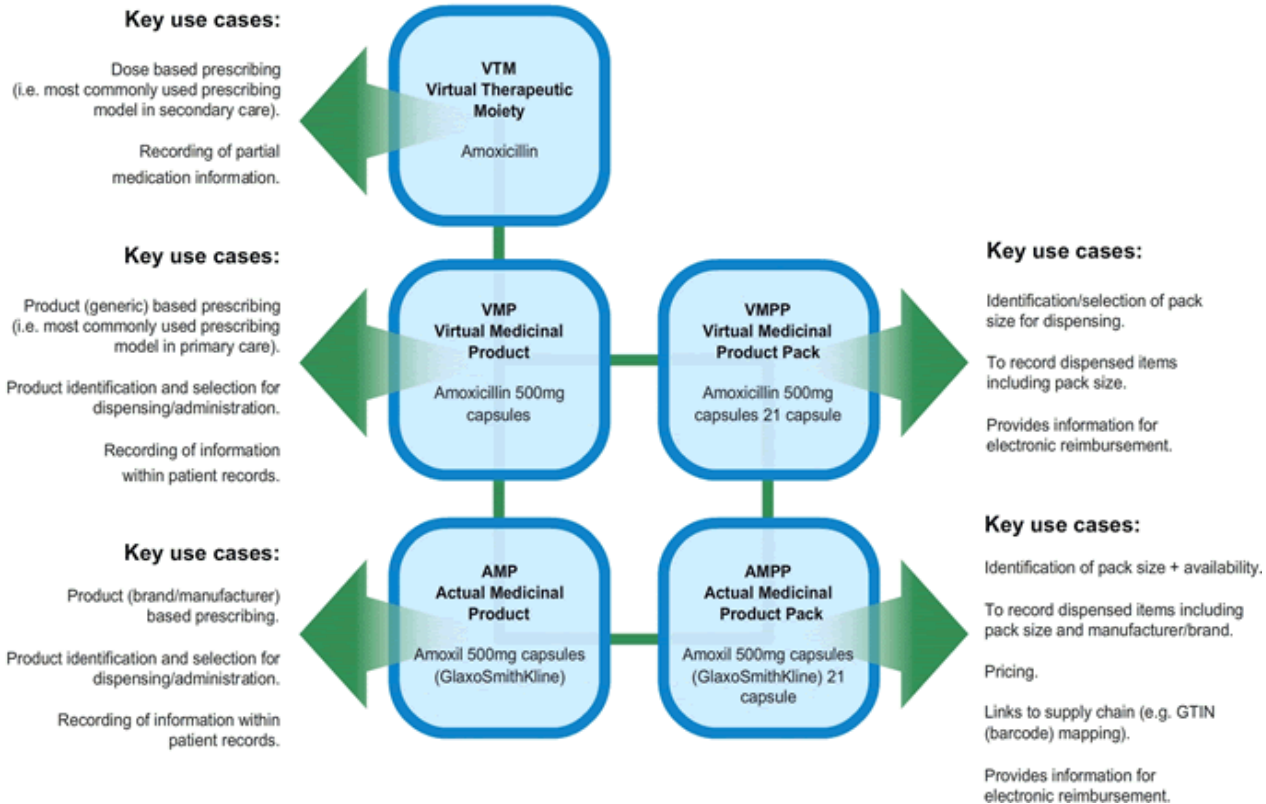 Key use cases:
Dose based prescribing
(i.e. most commonly used prescribing
model in secondary care).
Recording of partial
medication information.
VTM
Virtual Therapeutic
Moiety
Amoxicillin
Key use cases:
Product (generic) based prescribing
(i.e. most commonly used prescribing
model in primary care).
Product identification and selection for
dispensing/administration.
Recording of information
within patient records.
VMP
Virtual Medicinal
Product
Amoxicillin 500mg
capsules
VMPP
Virtual Medicinal
Product Pack
Amoxicillin 500mg
capsules 21 capsule
Key use cases:
Identification/selection of pack
size for dispensing.
To record dispensed items
including pack size.
Provides information for
electronic reimbursement.
Key use cases:
Product (brand/manufacturer)
based prescribing.
Product identification and selection for
dispensing/administration.
Recording of information within
patient records.
AMP
Actual Medicinal
Product
Amoxil 500mg capsules
(GlaxoSmithKline)
AMPP
Actual Medicinal
Product Pack
Amoxil 500mg capsules
(GlaxoSmithKline) 21
capsule
Key use cases:
Identification of pack size + availability.
To record dispensed items including
pack size and manufacturer/brand.
Pricing.
Links to supply chain (e.g. GTIN
(barcode) mapping).
Provides information for
electronic reimbursement.